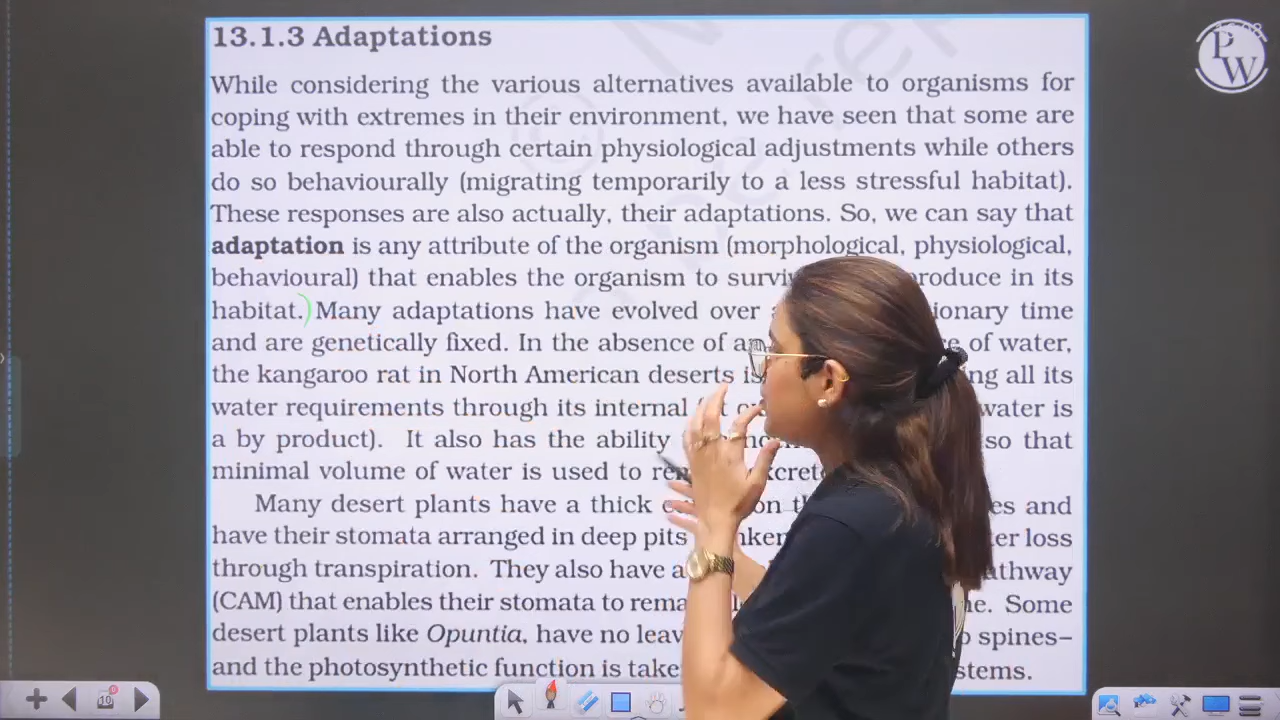 13.1.3 Adaptations
While considering the various alternatives available to organisms for
coping with extremes in their environment, we have seen that some are
able to respond through certain physiological adjustments while others
do so behaviourally (migrating temporarily to a less stressful habitat).
These responses are also actually, their adaptations. So, we can say that
adaptation is any attribute of the organism (morphological, physiological,
behavioural) that enables the organism to in its
habitat. Many adaptations have evolved over time
and are genetically fixed. In the absence of of water,
the kangaroo rat in North American deserts all its
water requirements through its internal water is
a by product). It also has the ability so that
minimal volume of water is used to
Many desert plants have a thick on and
have their stomata arranged in deep pits loss
through transpiration. They also have a
(CAM) that enables their stomata to Some
desert plants like Opuntia, have no spines–
and the photosynthetic function is stems.
PW
10